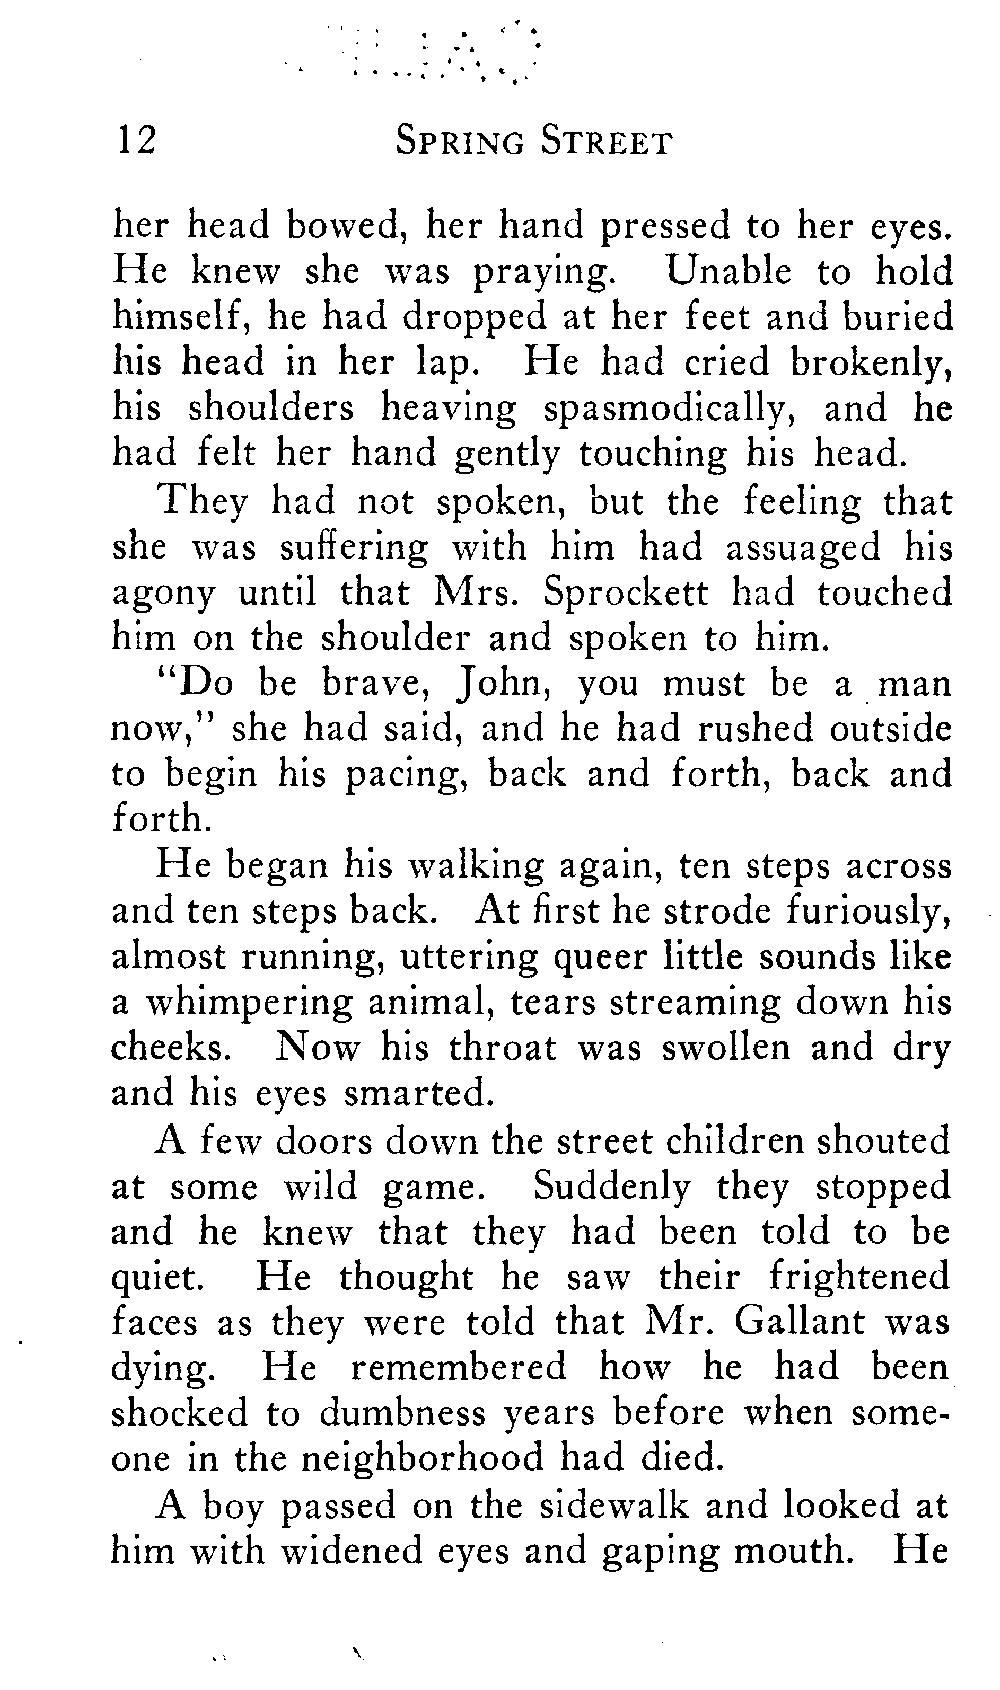 12 SPRING STREET
her head bowed, her hand pressed to her eyes.
He knew she was praying. Unable to hold
himself, he had dropped at her feet and buried
his head in her lap. He had cried brokenly,
his shoulders heaving spasmodically, and he
had felt her hand gently touching his head.
They had not spoken, but the feeling that
she was suffering with him had assuaged his
agony until that Mrs. Sprockett had touched
him on the shoulder and spoken to him.
"Do be brave, John, you must be a man
now," she had said, and he had rushed outside
to begin his pacing, back and forth, back and
forth.
He began his walking again, ten steps across
and ten steps back. At first he strode furiously,
almost running, uttering queer little sounds like
a whimpering animal, tears streaming down his
cheeks. Now his throat was swollen and dry
and his eyes smarted.
A few doors down the street children shouted
at some wild game. Suddenly they stopped
and he knew that they had been told to be
quiet. He thought he saw their frightened
faces as they were told that Mr. Gallant was
dying. He remembered how he had been
shocked to dumbness years before when some-
one in the neighborhood had died.
A boy passed on the sidewalk and looked at
him with widened eyes and gaping mouth. He